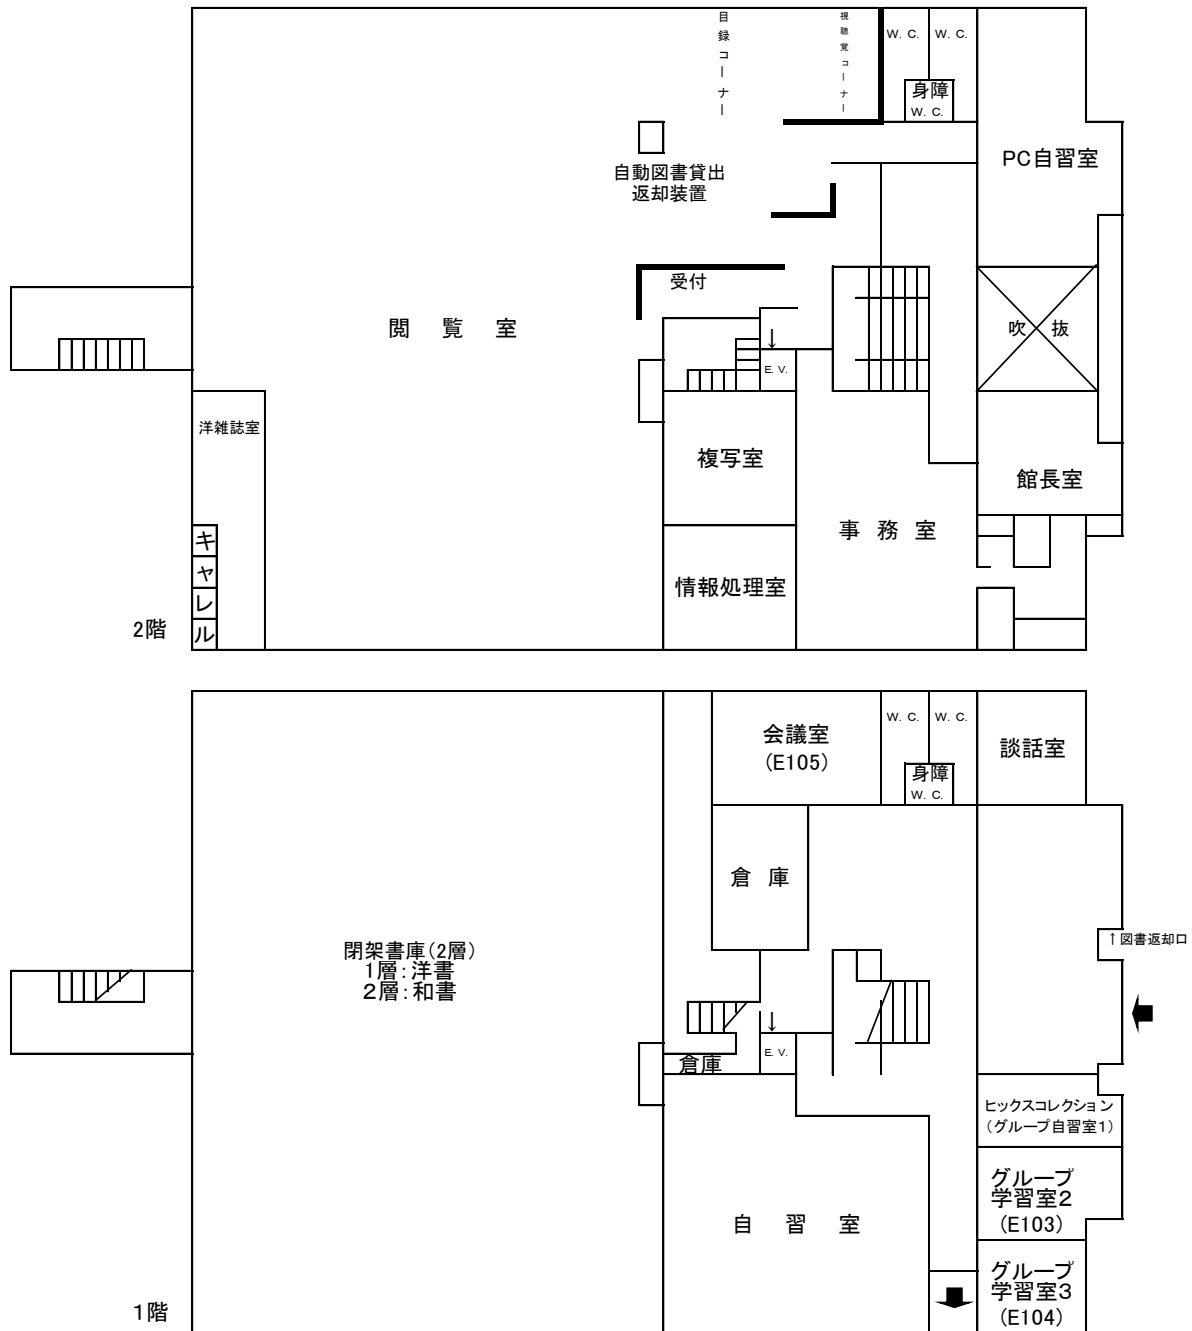 目録コーナー
視聴覚コーナー
W. C.
W. C.
身障
W. C.
PC自習室
自動図書貸出
返却装置
受付
閲 覧 室
吹 抜
↓
E. V.
洋雑誌室
複写室
館長室
事 務 室
キャレル
情報処理室
2階
会議室
(E105)
W. C.
W. C.
身障
W. C.
談話室
倉 庫
閉架書庫(2層)
1層:洋書
2層:和書
↑図書返却口
↓
E. V.
倉庫
ヒックスコレクション
(グループ自習室1)
グループ
学習室2
(E103)
自 習 室
グループ
学習室3
(E104)
1階